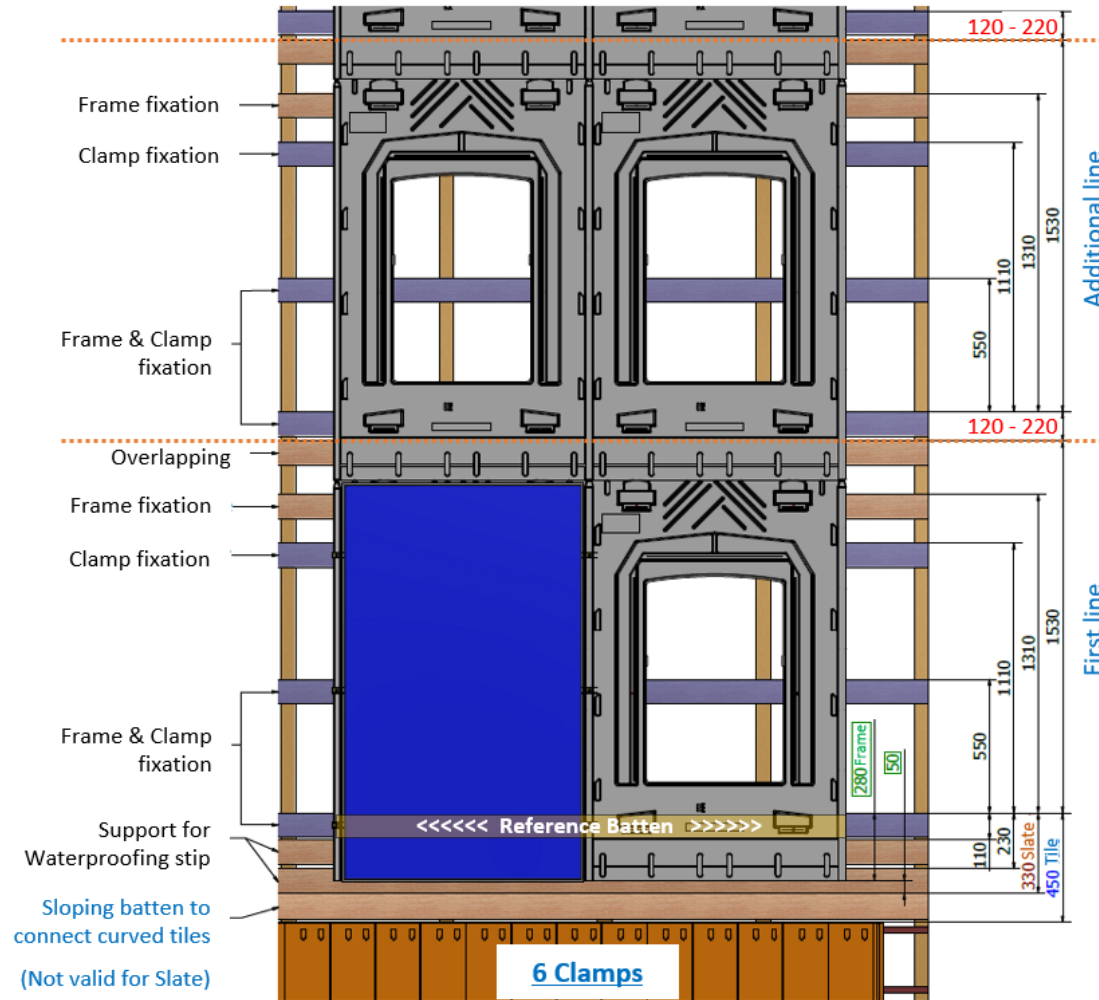 120 - 220
Frame fixation
Clamp fixation
Frame & Clamp
fixation
550
1110
1310
1530
Additional line
120 - 220
Overlapping
Frame fixation
Clamp fixation
Frame & Clamp
fixation
550
1110
1310
1530
First line
280 Frame
50
<<<<<< Reference Batten >>>>>>
110
230
330 Slate
450 Tile
Support for
Waterproofing stip
Sloping batten to
connect curved tiles
(Not valid for Slate)
6 Clamps